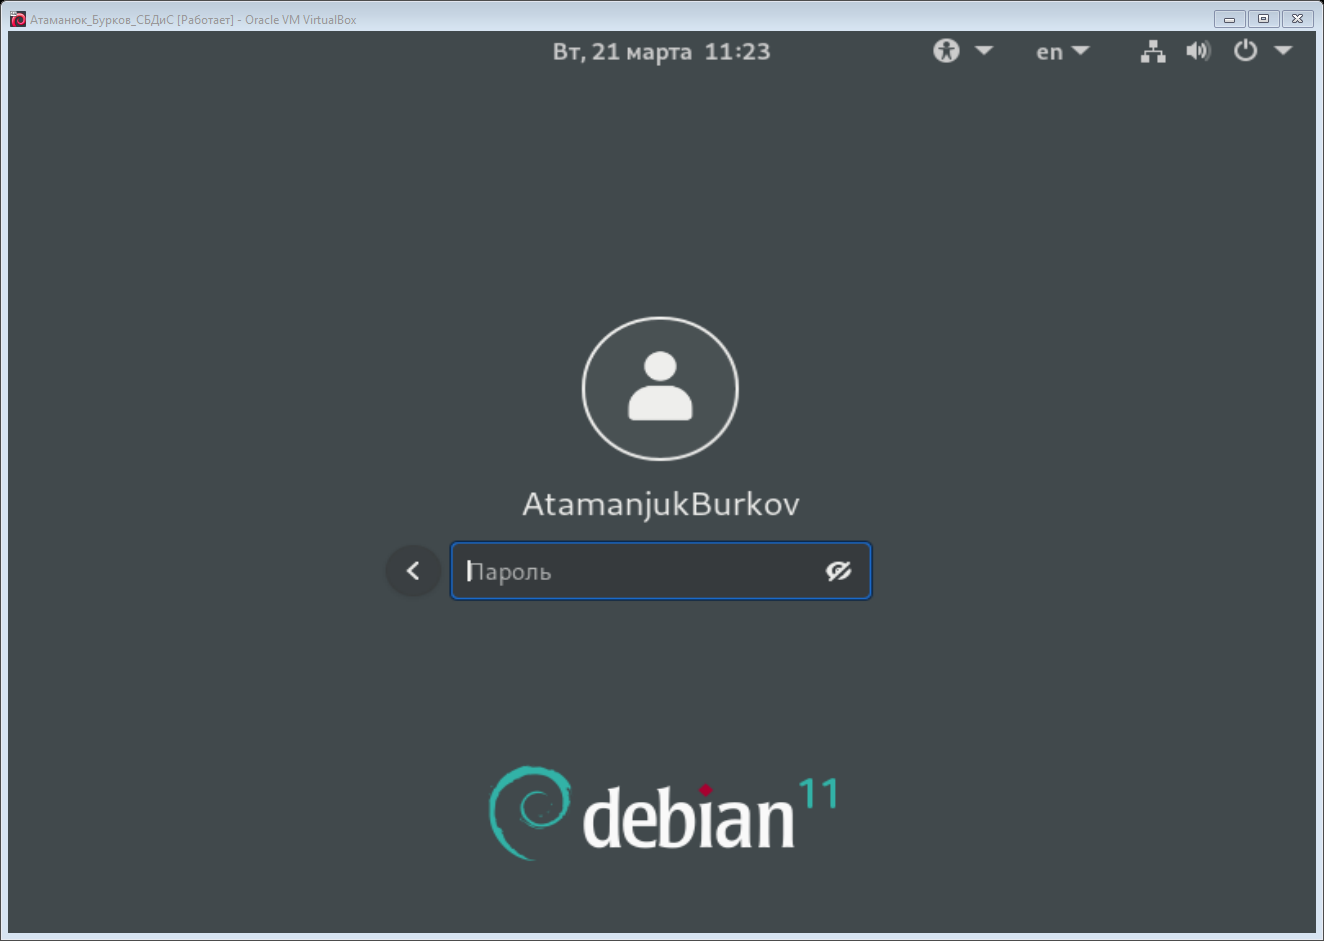 Атаманюк_Бурков_СБДиС [Работает] - Oracle VM VirtualBox
Вт, 21 марта 11:23
en
AtamanjukBurkov
Пароль
debian 11